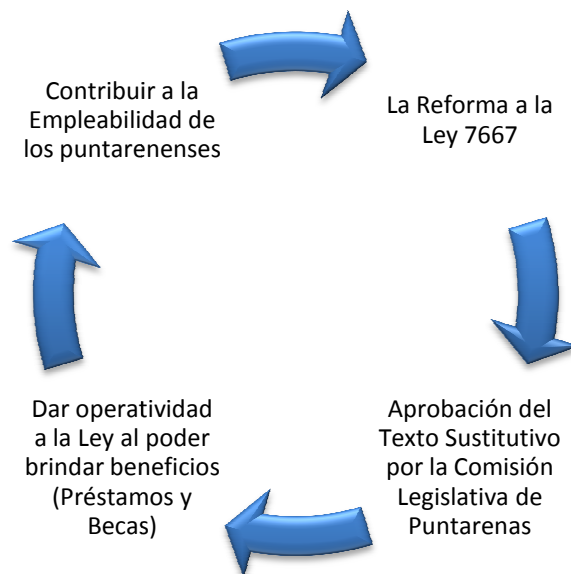 Contribuir a la
Empleabilidad de
los puntarenenses
La Reforma a la
Ley 7667
Aprobación del
Texto Sustitutivo
por la Comisión
Legislativa de
Puntarenas
Dar operatividad
a la Ley al poder
brindar beneficios
(Préstamos y
Becas)